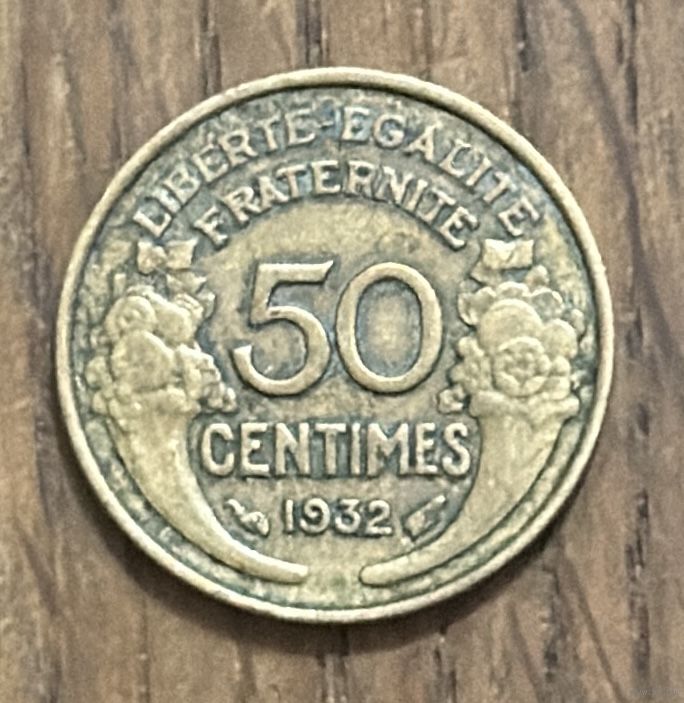 LIBERTE-EGALITE
FRATERNITE
50
CENTIMES
1932